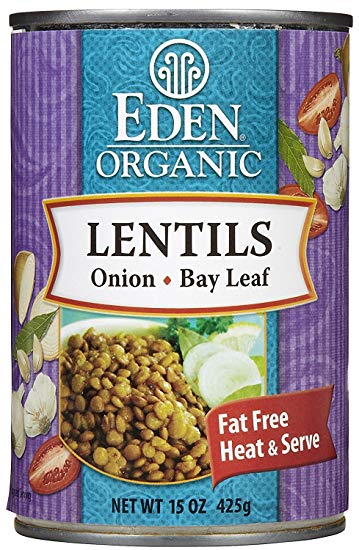 EDEN®
ORGANIC
LENTILS
Onion • Bay Leaf
Fat Free
Heat & Serve
NET WT 15 OZ 425g